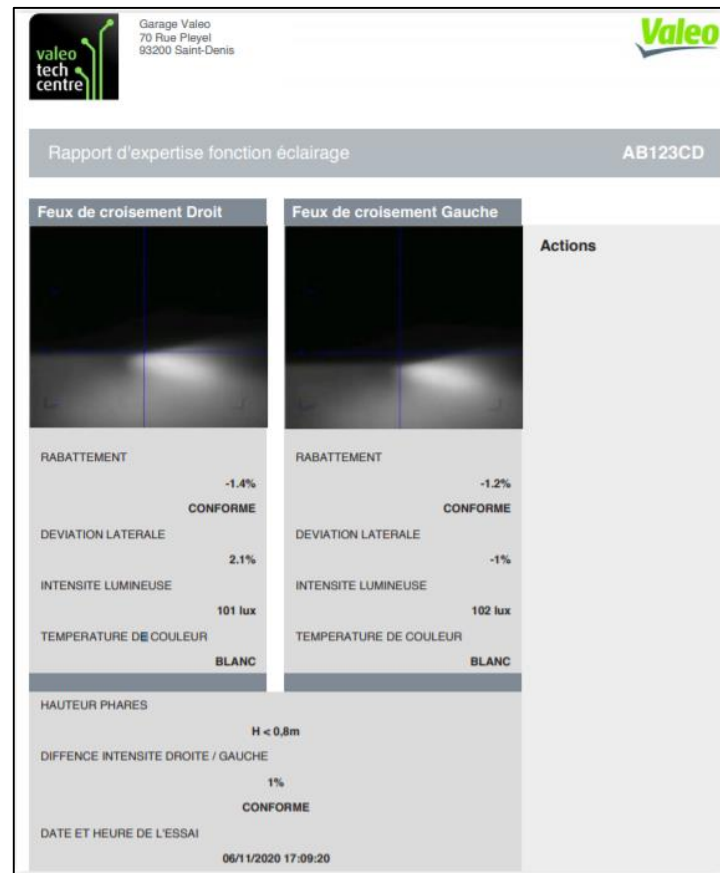 valeo
tech
centre
Garage Valeo
70 Rue Pleyel
93200 Saint-Denis
Valeo
Rapport d'expertise fonction éclairage
AB123CD
Feux de croisement Droit
RABATTEMENT
-1.4%
CONFORME
DEVIATION LATERALE
2.1%
INTENSITE LUMINEUSE
101 lux
TEMPERATURE DE COULEUR
BLANC
Feux de croisement Gauche
RABATTEMENT
-1.2%
CONFORME
DEVIATION LATERALE
-1%
INTENSITE LUMINEUSE
102 lux
TEMPERATURE DE COULEUR
BLANC
Actions
HAUTEUR PHARES
H < 0,8m
DIFFENCE INTENSITE DROITE / GAUCHE
1%
CONFORME
DATE ET HEURE DE L'ESSAI
06/11/2020 17:09:20